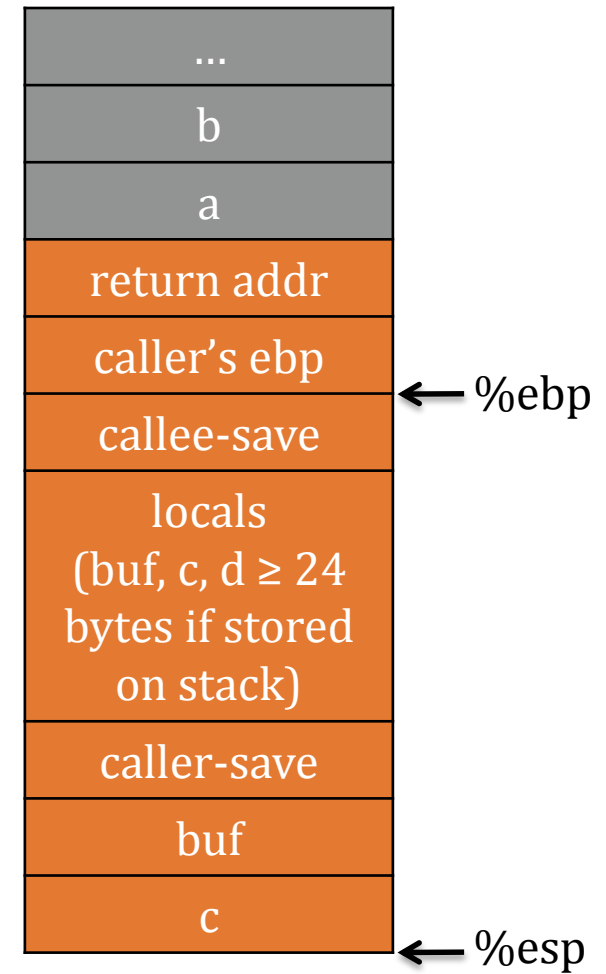 ...
b
a
return addr
caller’s ebp
%ebp
callee-save
locals
(buf, c, d ≥ 24
bytes if stored
on stack)
caller-save
buf
c
%esp